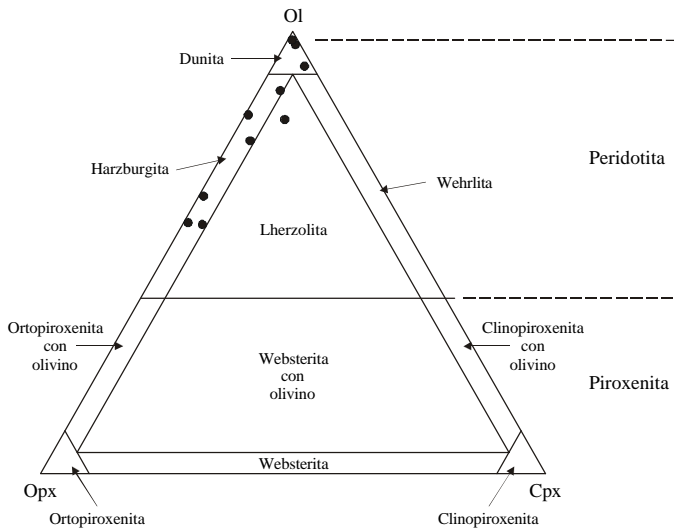 Ol
Dunita
Harzburgita
Peridotita
Wehrlita
Lherzolita
Ortopiroxenita
con
olivino
Websterita
con
olivino
Clinopiroxenita
con
olivino
Piroxenita
Websterita
Opx
Cpx
Ortopiroxenita
Clinopiroxenita